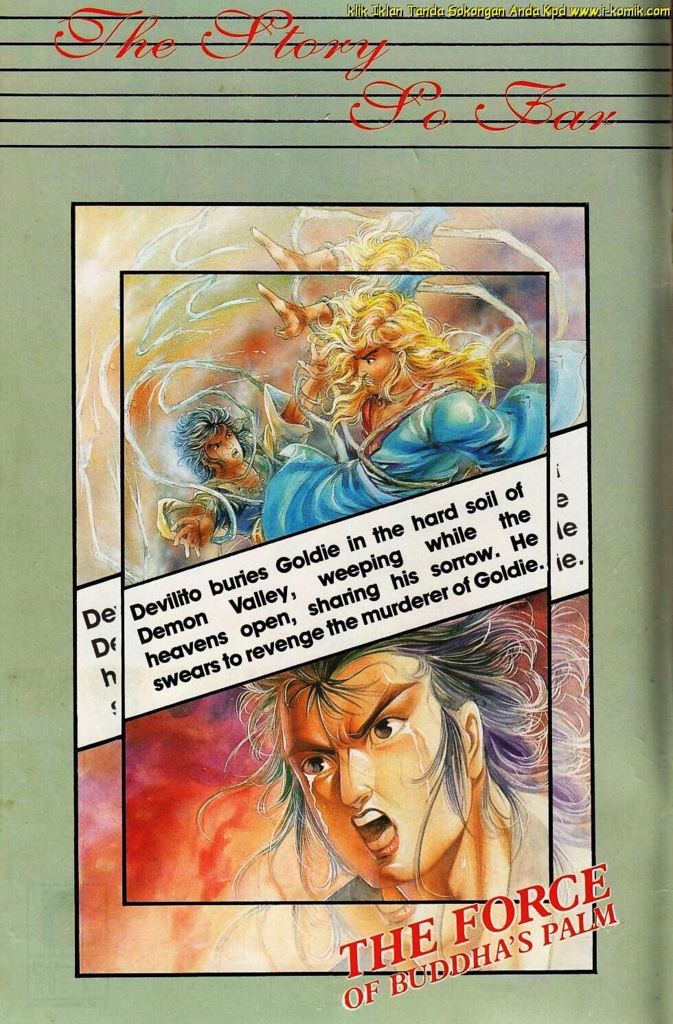 klik Iklan Tanda Sokongan Anda Kpd www.i-komik.com
The Story
So Far
Devilito buries Goldie in the hard soil of
Demon Valley, weeping while the
heavens open, sharing his sorrow. He
swears to revenge the murderer of Goldie.
THE FORCE
OF BUDDHA'S PALM